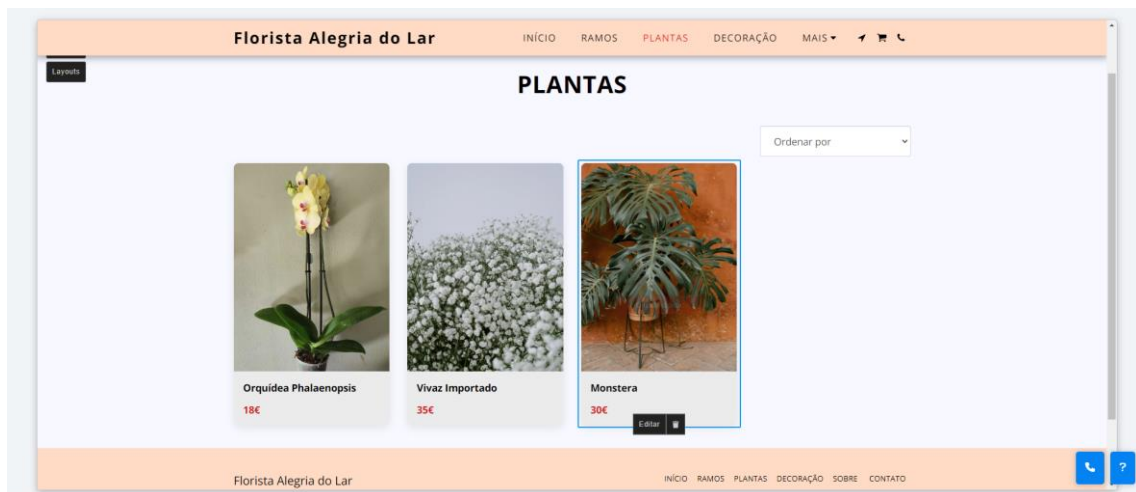 Florista Alegria do Lar
INÍCIO RAMOS PLANTAS DECORAÇÃO MAIS
Layouts
PLANTAS
Ordenar por
Orquídea Phalaenopsis
18€
Vivaz Importado
35€
Monstera
30€
Editar
?
Florista Alegria do Lar
INÍCIO RAMOS PLANTAS DECORAÇÃO SOBRE CONTATO